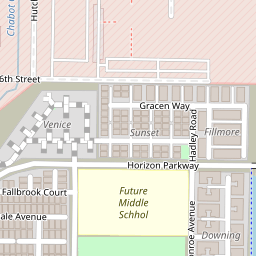 Chabot
Hutch
6th Street
Gracen Way
Venice
Sunset
Hadley Road
Fillmore
Horizon Parkway
Fallbrook Court
Future
Middle
Schhol
ale Avenue
nroe Avenue
Downing